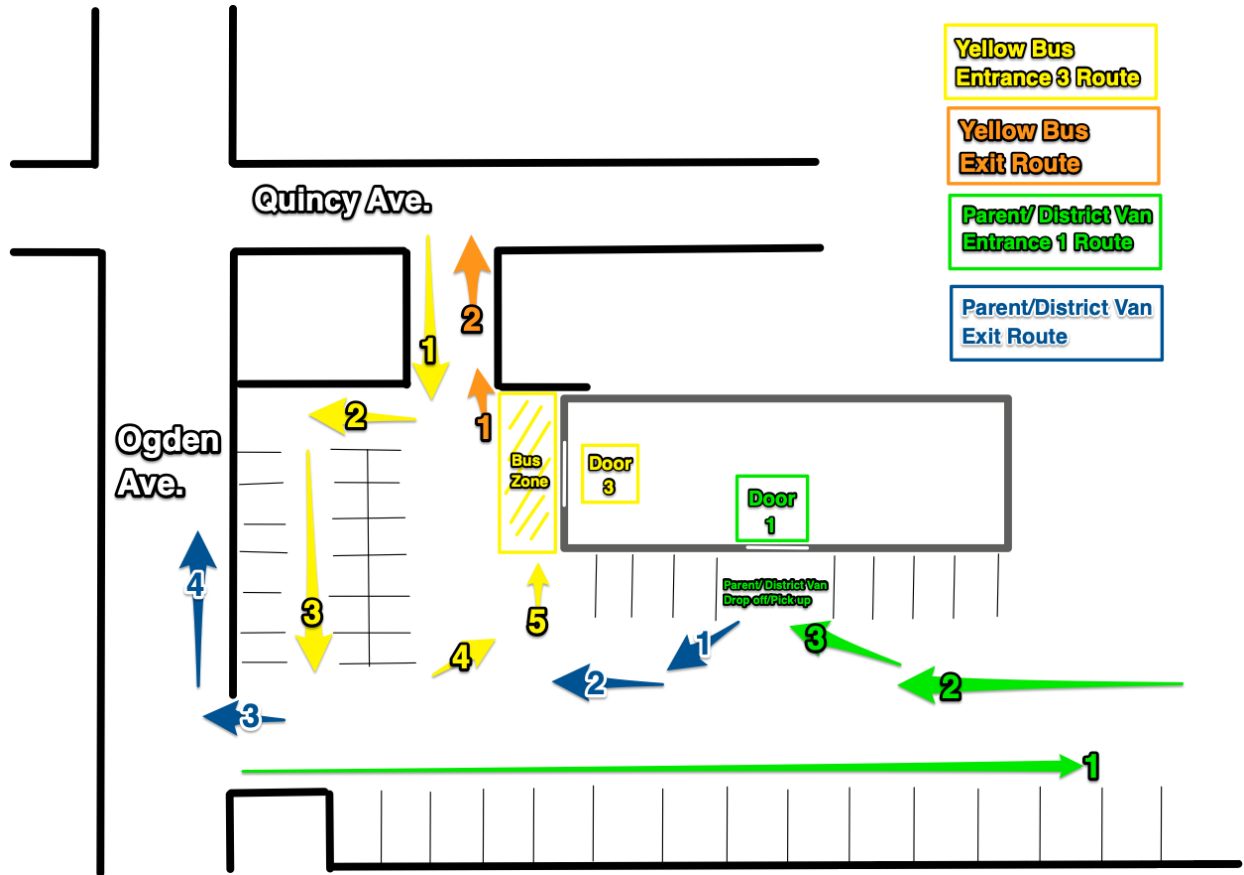 Yellow Bus
Entrance 3 Route
Yellow Bus
Exit Route
Parent/ District Van
Entrance 1 Route
Parent/District Van
Exit Route
Quincy Ave.
2
1
2
1
Ogden
Ave.
Bus
Zone
Door
3
Door
1
4
3
Parent/ District Van
Drop off/Pick up
5
4
1
3
2
2
3
1